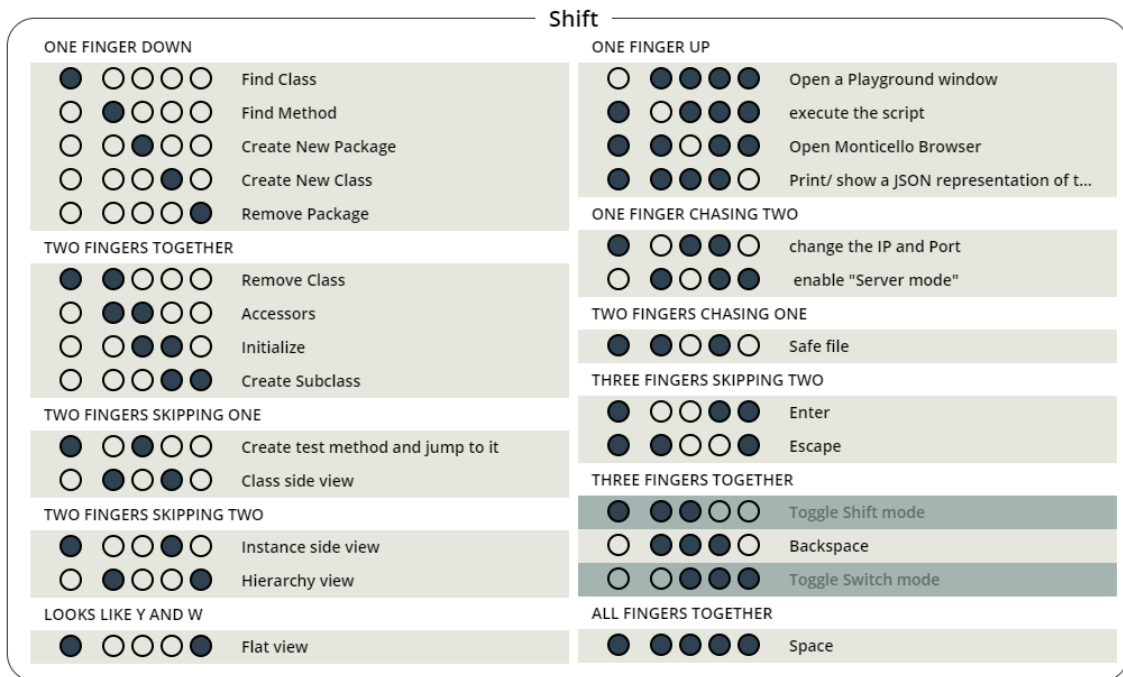 Shift
ONE FINGER DOWN
Find Class
Find Method
Create New Package
Create New Class
Remove Package
TWO FINGERS TOGETHER
Remove Class
Accessors
Initialize
Create Subclass
TWO FINGERS SKIPPING ONE
Create test method and jump to it
Class side view
TWO FINGERS SKIPPING TWO
Instance side view
Hierarchy view
LOOKS LIKE Y AND W
Flat view
ONE FINGER UP
Open a Playground window
execute the script
Open Monticello Browser
Print/ show a JSON representation of t...
ONE FINGER CHASING TWO
change the IP and Port
enable "Server mode"
TWO FINGERS CHASING ONE
Safe file
THREE FINGERS SKIPPING TWO
Enter
Escape
THREE FINGERS TOGETHER
Toggle Shift mode
Backspace
Toggle Switch mode
ALL FINGERS TOGETHER
Space